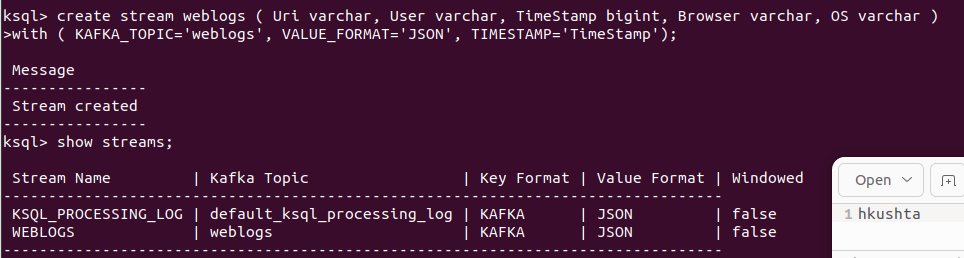 ksql> create stream weblogs ( Uri varchar, User varchar, TimeStamp bigint, Browser varchar, OS varchar )
>with ( KAFKA_TOPIC='weblogs', VALUE_FORMAT='JSON', TIMESTAMP='TimeStamp');
Message
----------------
Stream created
----------------
ksql> show streams;
Stream Name | Kafka Topic | Key Format | Value Format | Windowed
--------------------------------------------------------------------------------
KSQL_PROCESSING_LOG | default_ksql_processing_log | KAFKA | JSON | false
WEBLOGS | weblogs | KAFKA | JSON | false
--------------------------------------------------------------------------------
Open
1 hkushta